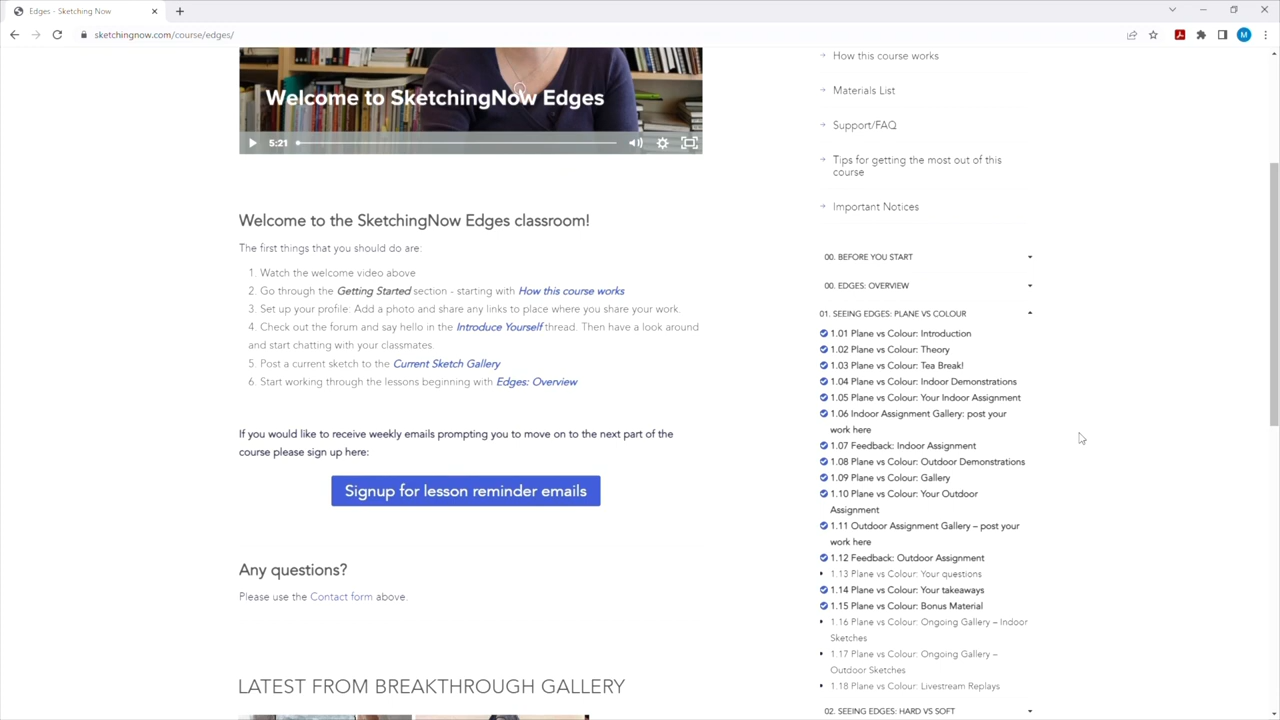 Edges - Sketching Now
sketchingnow.com/course/edges/
M
Welcome to SketchingNow Edges
5:21
Welcome to the SketchingNow Edges classroom!
The first things that you should do are:
1. Watch the welcome video above
2. Go through the Getting Started section - starting with How this course works
3. Set up your profile: Add a photo and share any links to place where you share your work.
4. Check out the forum and say hello in the Introduce Yourself thread. Then have a look around
and start chatting with your classmates.
5. Post a current sketch to the Current Sketch Gallery
6. Start working through the lessons beginning with Edges: Overview
If you would like to receive weekly emails prompting you to move on to the next part of the
course please sign up here:
Signup for lesson reminder emails
Any questions?
Please use the Contact form above.
LATEST FROM BREAKTHROUGH GALLERY
How this course works
Materials List
Support/FAQ
Tips for getting the most out of this
course
Important Notices
00. BEFORE YOU START
00. EDGES: OVERVIEW
01. SEEING EDGES: PLANE VS COLOUR
1.01 Plane vs Colour: Introduction
1.02 Plane vs Colour: Theory
1.03 Plane vs Colour: Tea Break!
1.04 Plane vs Colour: Indoor Demonstrations
1.05 Plane vs Colour: Your Indoor Assignment
1.06 Indoor Assignment Gallery: post your
work here
1.07 Feedback: Indoor Assignment
1.08 Plane vs Colour: Outdoor Demonstrations
1.09 Plane vs Colour: Gallery
1.10 Plane vs Colour: Your Outdoor
Assignment
1.11 Outdoor Assignment Gallery – post your
work here
1.12 Feedback: Outdoor Assignment
1.13 Plane vs Colour: Your questions
1.14 Plane vs Colour: Your takeaways
1.15 Plane vs Colour: Bonus Material
1.16 Plane vs Colour: Ongoing Gallery – Indoor
Sketches
1.17 Plane vs Colour: Ongoing Gallery –
Outdoor Sketches
1.18 Plane vs Colour: Livestream Replays
02. SEEING EDGES: HARD VS SOFT